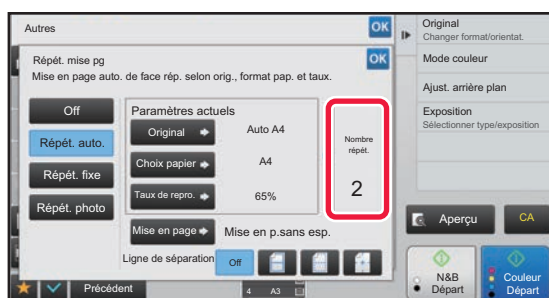 Autres
OK
Répét. mise pg
Mise en page auto. de face rép. selon orig., format pap. et taux.
OK
Off
Répét. auto.
Répét. fixe
Répét. photo
Paramètres actuels
Original
Auto A4
Choix papier
A4
Taux de repro.
65%
Nombre
répét.
2
Mise en page
Mise en p.sans esp.
Ligne de séparation
Off
Précédent
4 A3
Original
Changer format/orientat.
Mode couleur
Ajust. arrière plan
Exposition
Sélectionner type/exposition
Aperçu
CA
N&B
Départ
Couleur
Départ